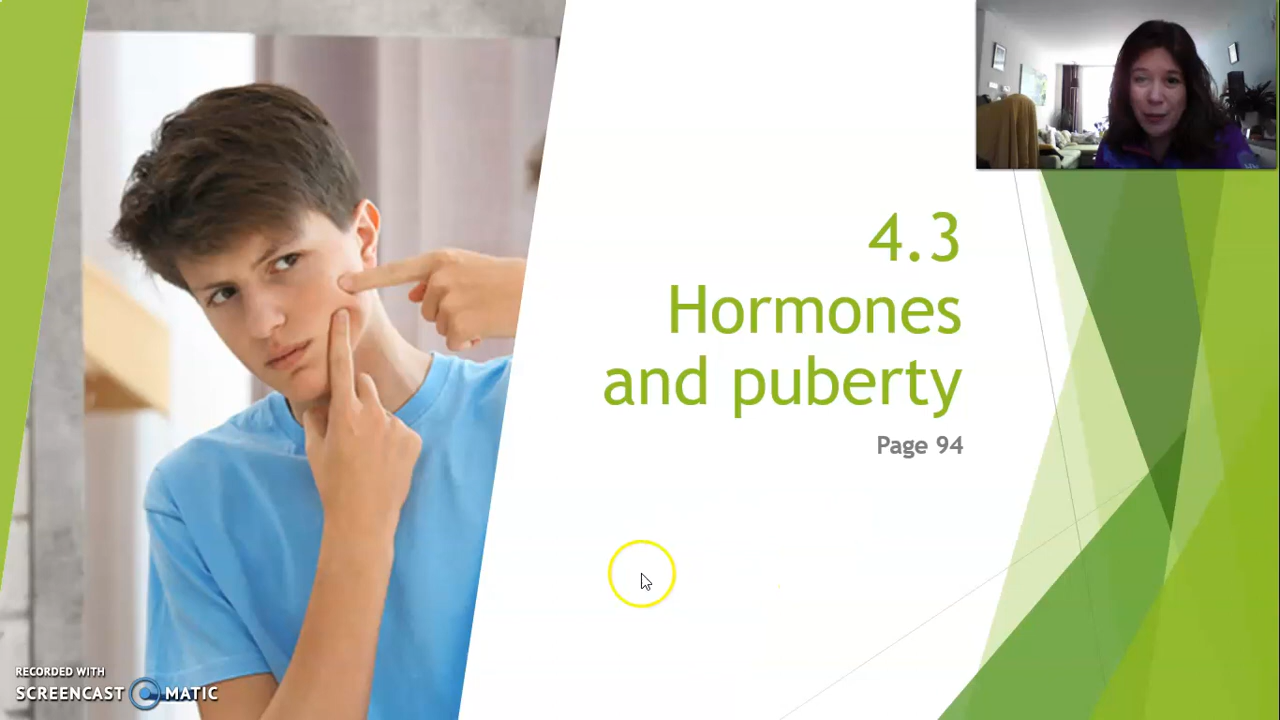 4.3
Hormones
and puberty
Page 94
RECORDED WITH
SCREENCAST MATIC